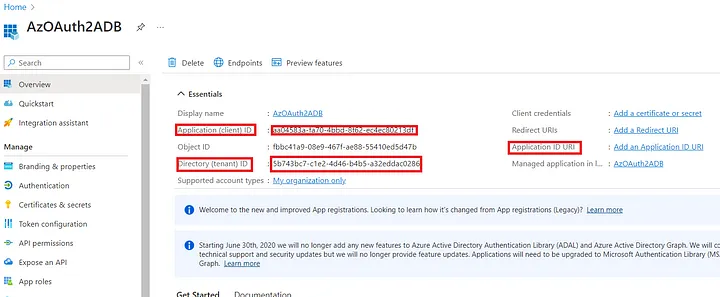 Home >
AzOAuth2ADB
Search
Delete
Endpoints
Preview features
Overview
Quickstart
Integration assistant
Manage
Branding & properties
Authentication
Certificates & secrets
Token configuration
API permissions
Expose an API
App roles
Essentials
Display name : AzOAuth2ADB
Application (client) ID : aa04583a-fa70-4bbd-8f62-ec4ec80213df
Object ID : fbbc41a9-08e9-467f-ae88-55410ed5d47b
Directory (tenant) ID : 5b743bc7-c1e2-4d46-b4b5-a32eddac0286
Supported account types : My organization only
Client credentials : Add a certificate or secret
Redirect URIs : Add a Redirect URI
Application ID URI : Add an Application ID URI
Managed application in l... : AzOAuth2ADB
Welcome to the new and improved App registrations. Looking to learn how it's changed from App registrations (Legacy)? Learn more
Starting June 30th, 2020 we will no longer add any new features to Azure Active Directory Authentication Library (ADAL) and Azure Active Directory Graph. We will co
technical support and security updates but we will no longer provide feature updates. Applications will need to be upgraded to Microsoft Authentication Library (MS
Graph. Learn more
Get Started
Documentation